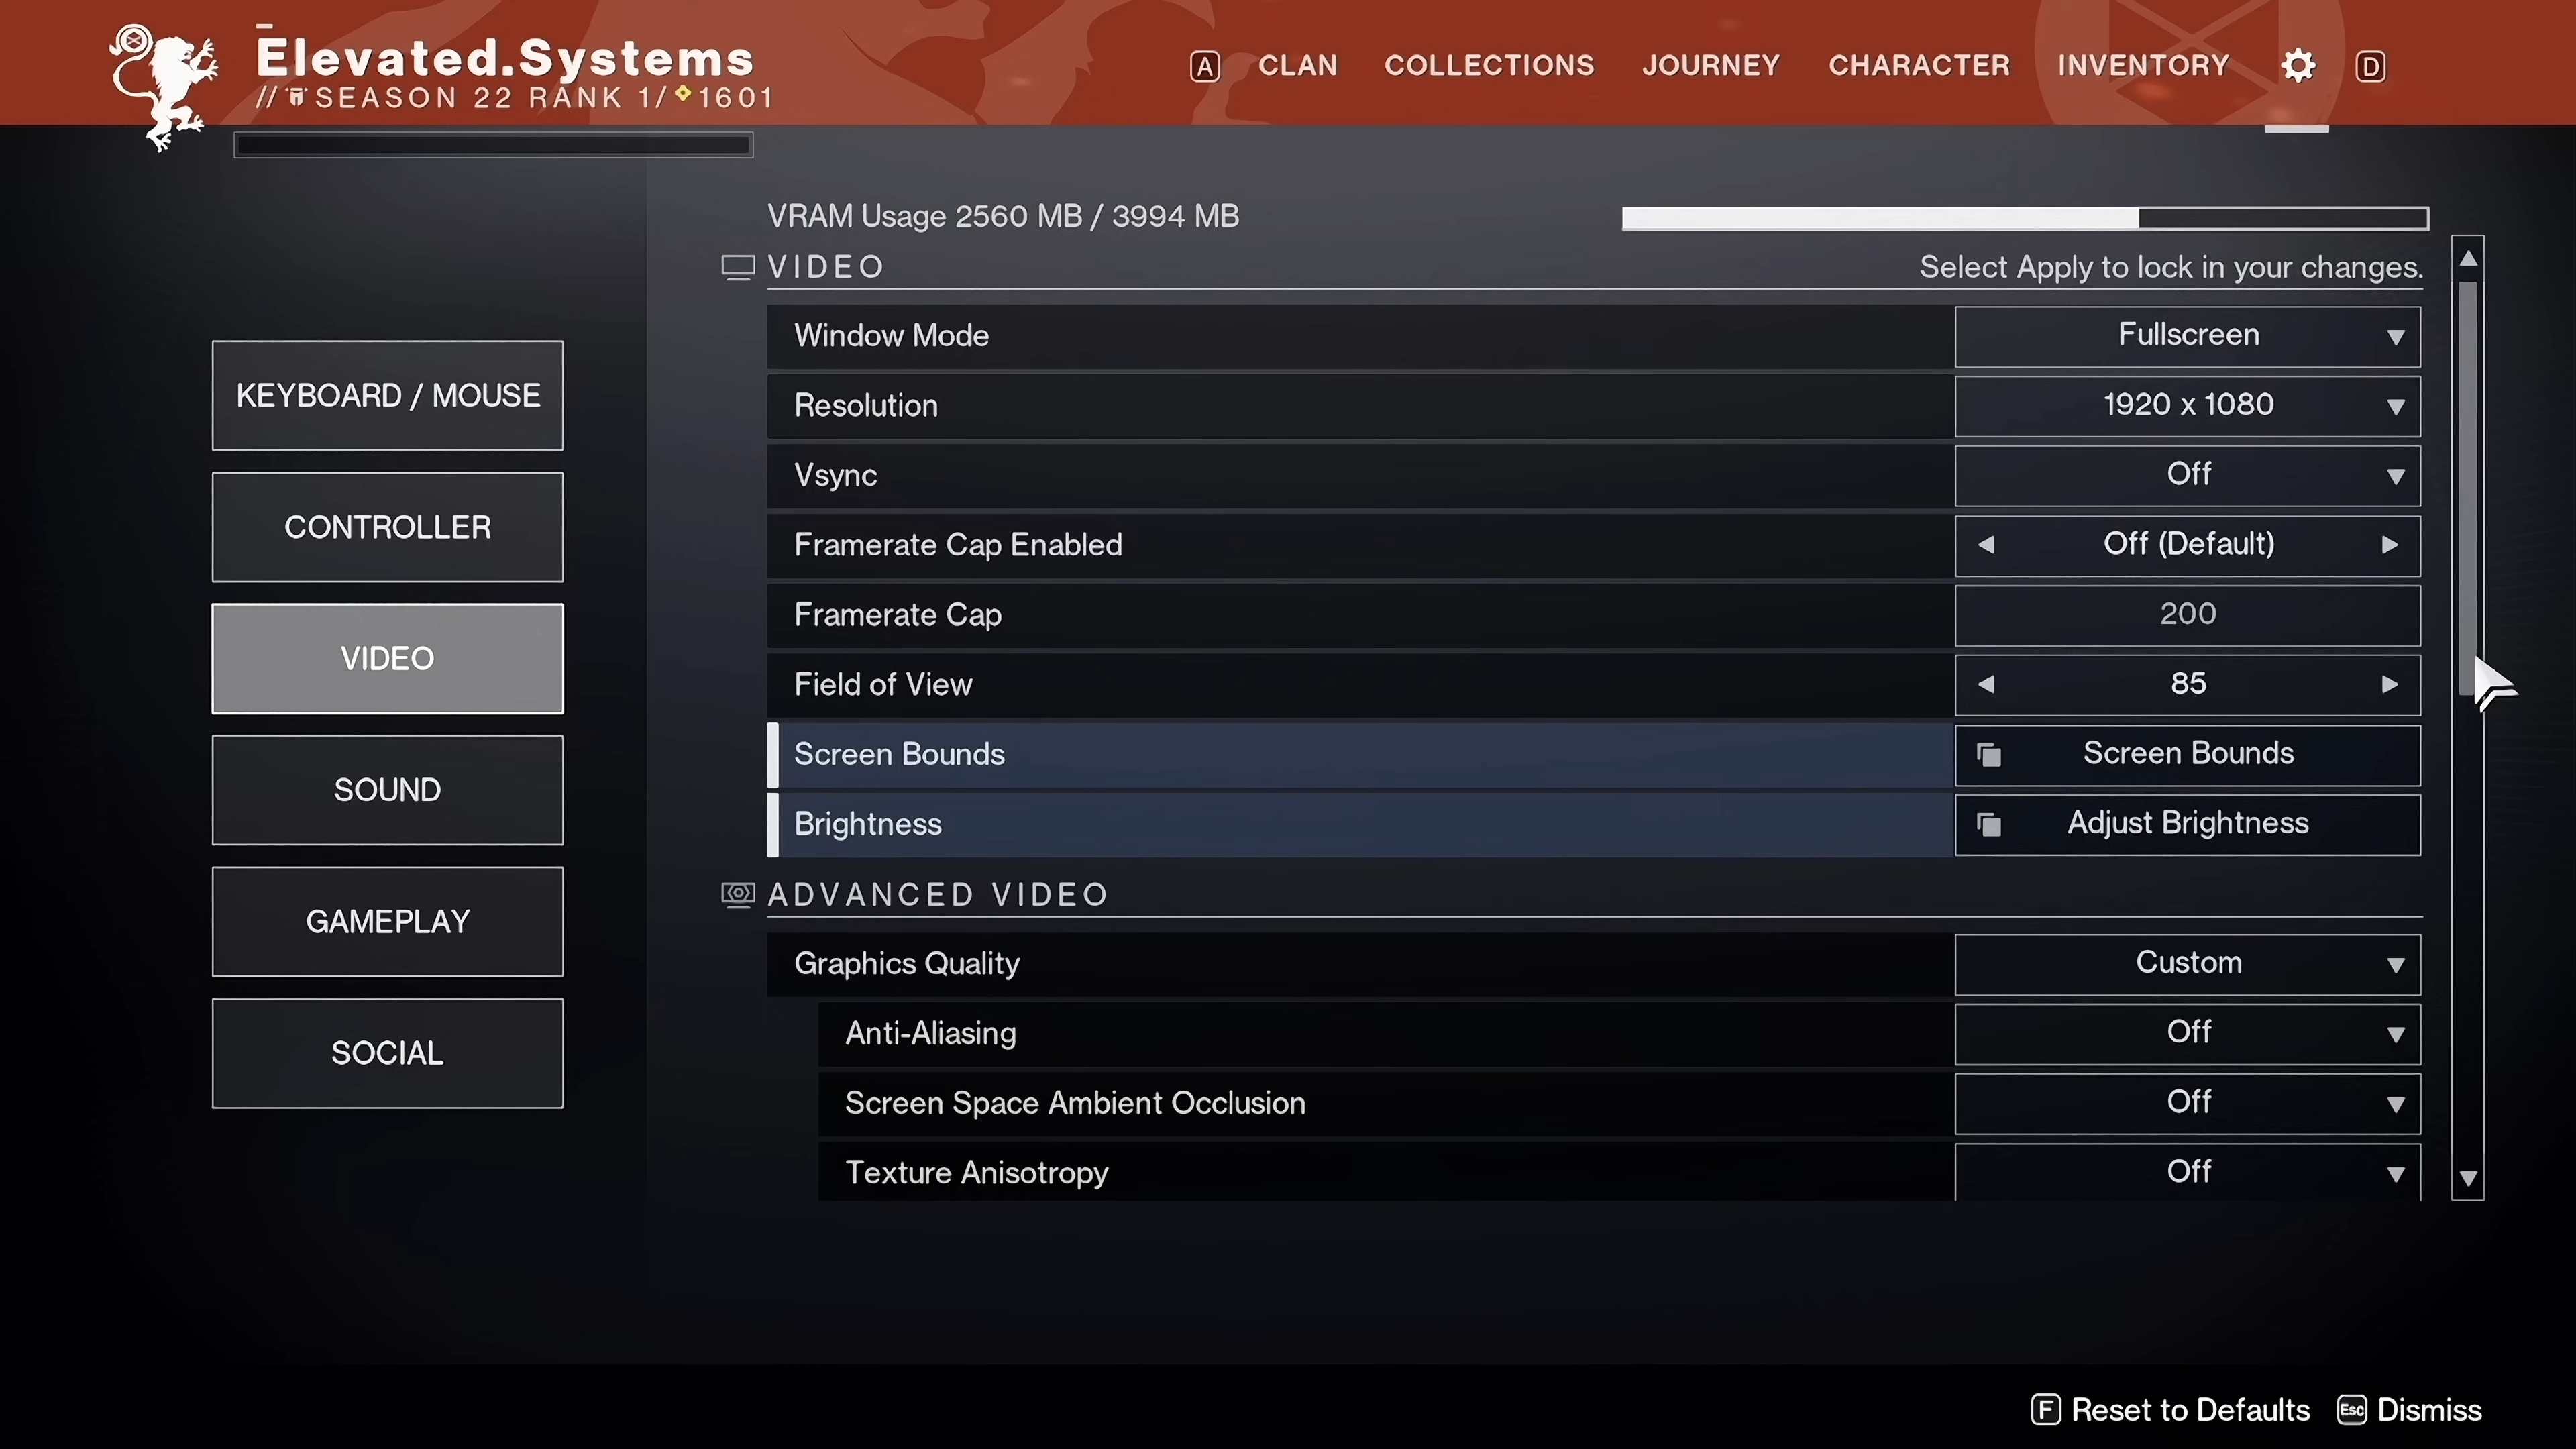 Elevated.Systems
// SEASON 22 RANK 1/ 1601
A CLAN COLLECTIONS JOURNEY CHARACTER INVENTORY D
VRAM Usage 2560 MB / 3994 MB
VIDEO
Select Apply to lock in your changes.
Window Mode Fullscreen
Resolution 1920 x 1080
Vsync Off
Framerate Cap Enabled Off (Default)
Framerate Cap 200
Field of View 85
Screen Bounds Screen Bounds
Brightness Adjust Brightness
ADVANCED VIDEO
Graphics Quality Custom
Anti-Aliasing Off
Screen Space Ambient Occlusion Off
Texture Anisotropy Off
KEYBOARD / MOUSE
CONTROLLER
VIDEO
SOUND
GAMEPLAY
SOCIAL
F Reset to Defaults Esc Dismiss